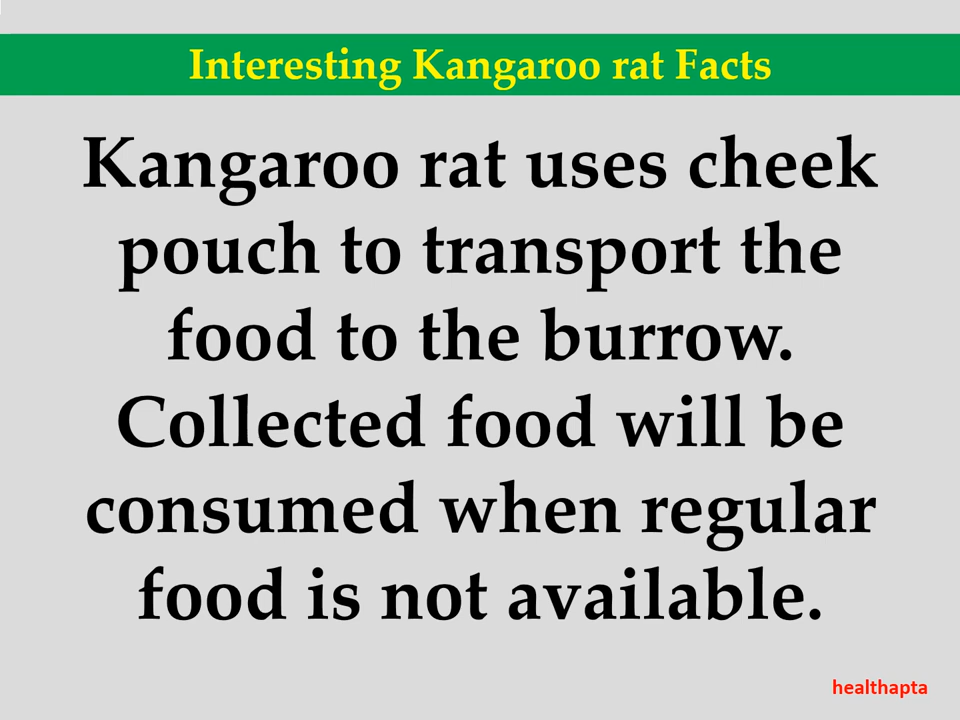 Interesting Kangaroo rat Facts
Kangaroo rat uses cheek
pouch to transport the
food to the burrow.
Collected food will be
consumed when regular
food is not available.
healthapta